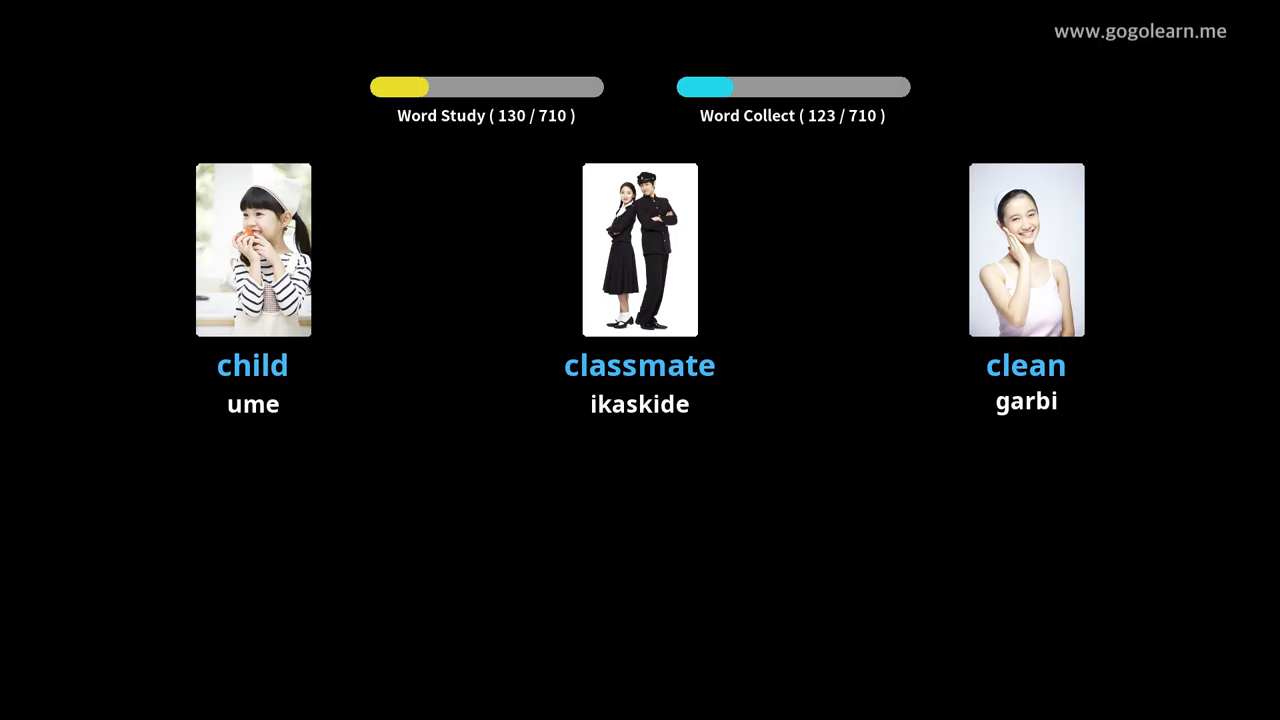 www.gogolearn.me
Word Study ( 130 / 710 )
Word Collect ( 123 / 710 )
child
ume
classmate
ikaskide
clean
garbi